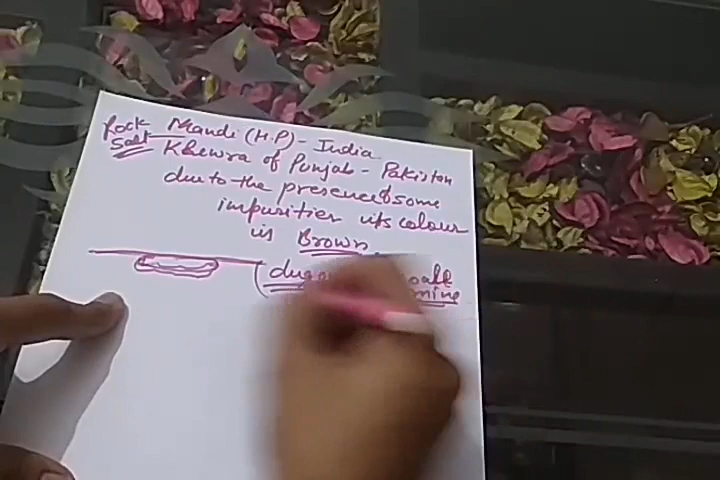 Rock Mandi (H.P) - India
Salt Khewra of Punjab - Pakistan
due to the presence of some
impurities its colour
is Brown
(dug salt
mine